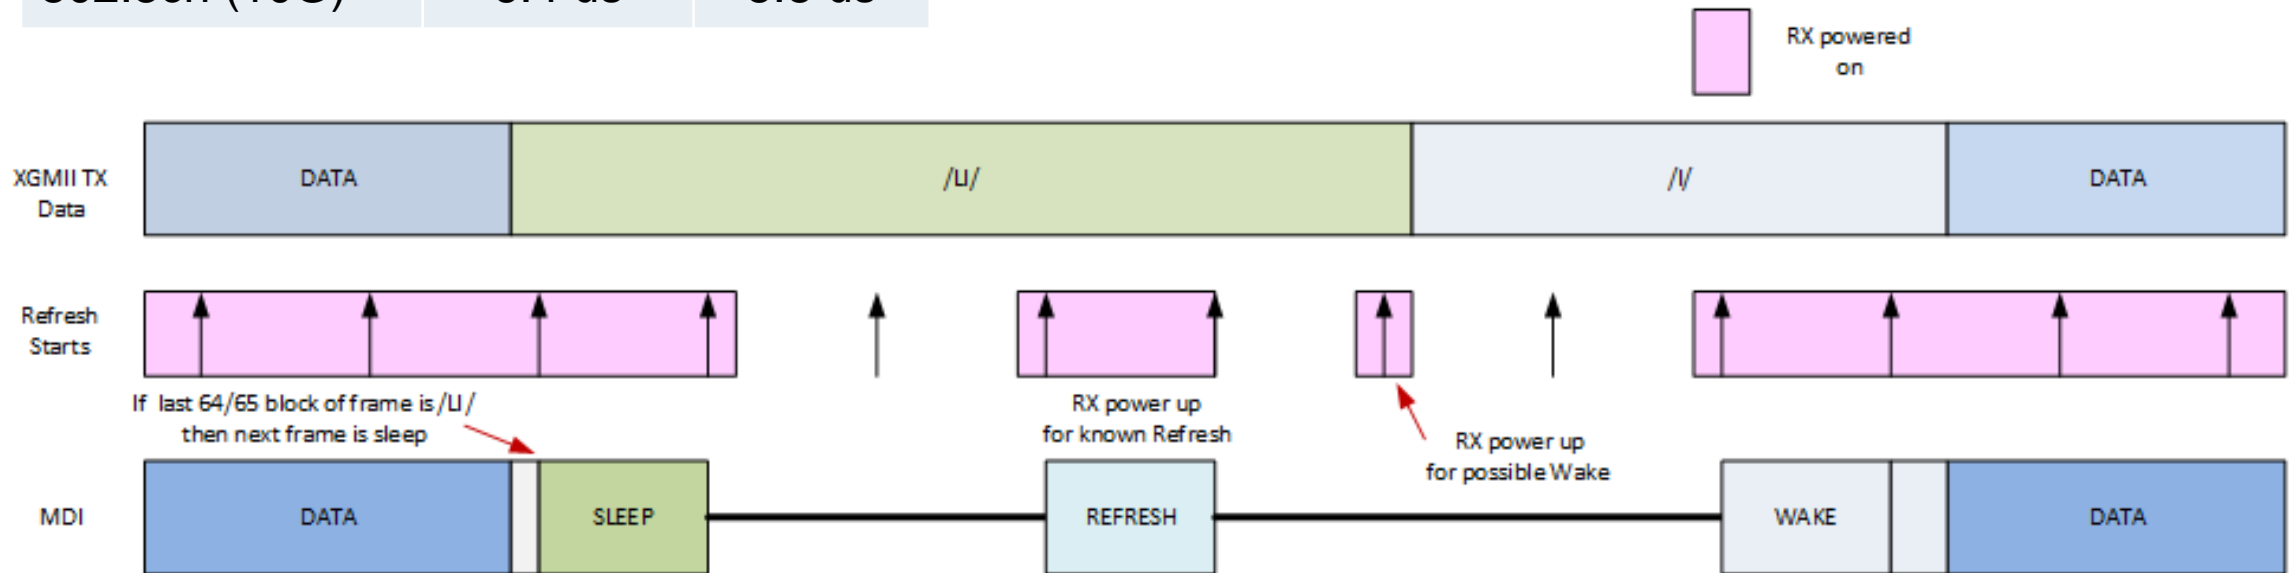 RX powered
on
XGMII TX
Data
DATA
/LI/
/I/
DATA
Refresh
Starts
If last 64/65 block of frame is /LI/
then next frame is sleep
RX power up
for known Refresh
RX power up
for possible Wake
MDI
DATA
SLEEP
REFRESH
WAKE
DATA